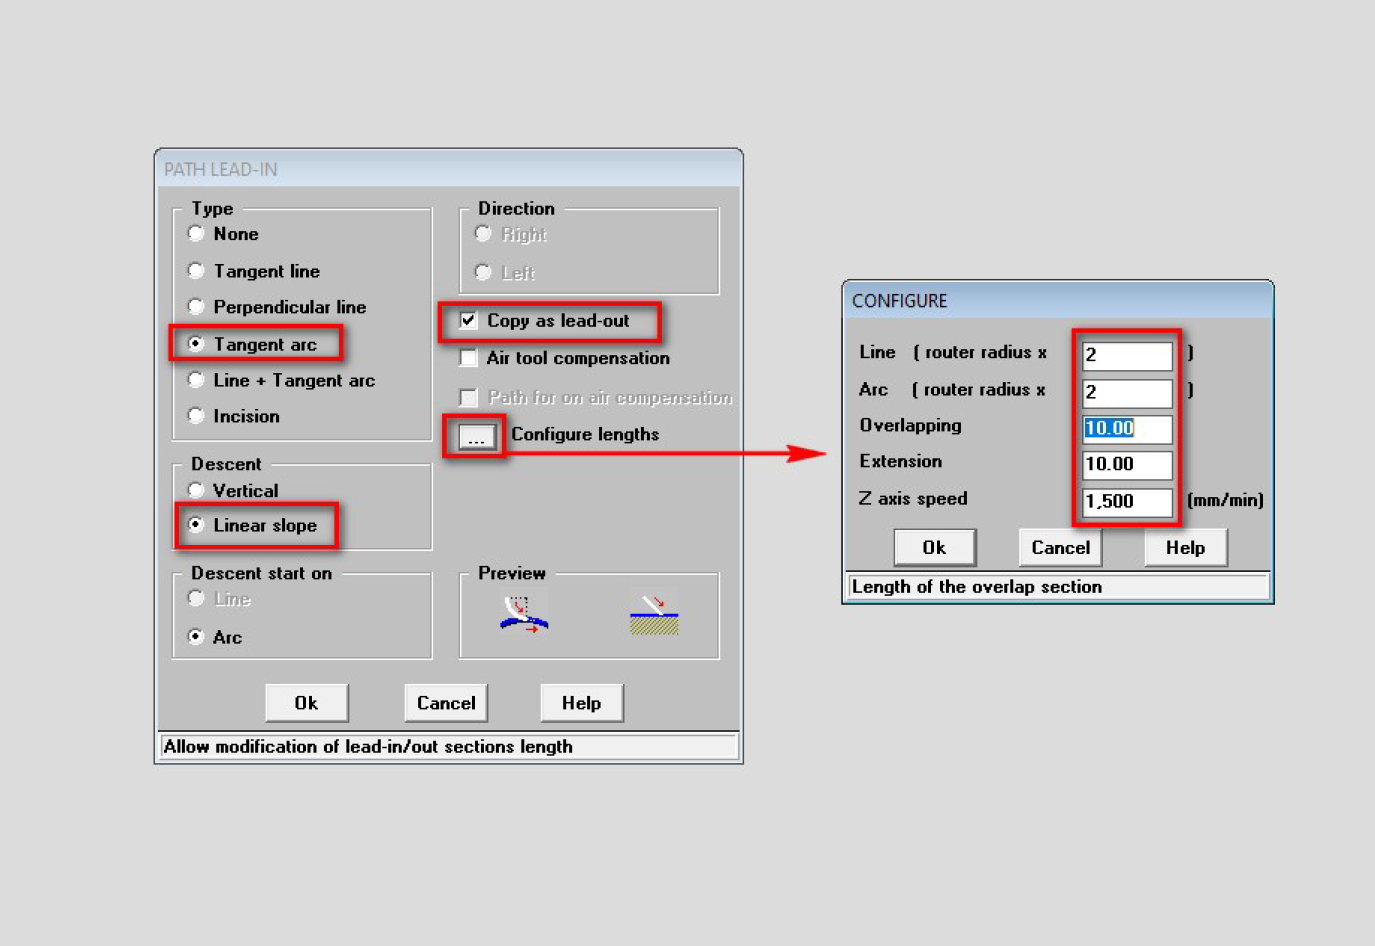 PATH LEAD-IN
Type
None
Tangent line
Perpendicular line
Tangent arc
Line + Tangent arc
Incision
Descent
Vertical
Linear slope
Descent start on
Line
Arc
Direction
Right
Left
Copy as lead-out
Air tool compensation
Path for on air compensation
... Configure lengths
Preview
Ok Cancel Help
Allow modification of lead-in/out sections length
CONFIGURE
Line ( router radius x 2 )
Arc ( router radius x 2 )
Overlapping 10.00
Extension 10.00
Z axis speed 1,500 (mm/min)
Ok Cancel Help
Length of the overlap section